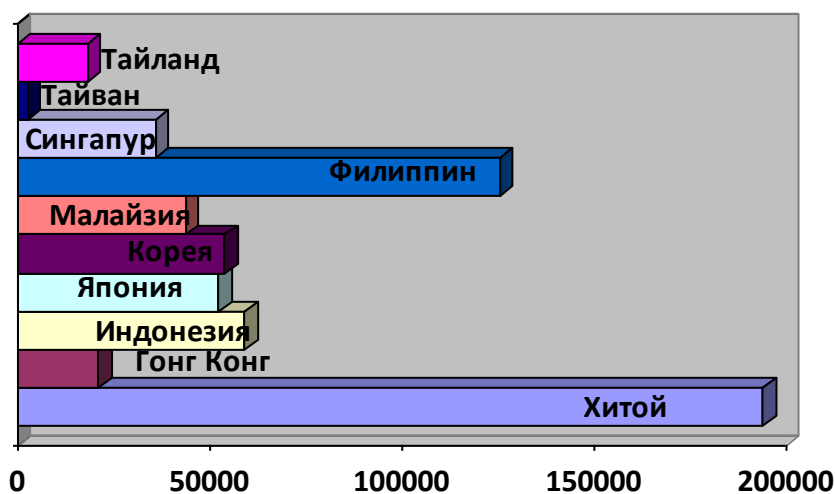 Тайланд
Тайван
Сингапур
Филиппин
Малайзия
Корея
Япония
Индонезия
Гонг Конг
Хитой
0 50000 100000 150000 200000